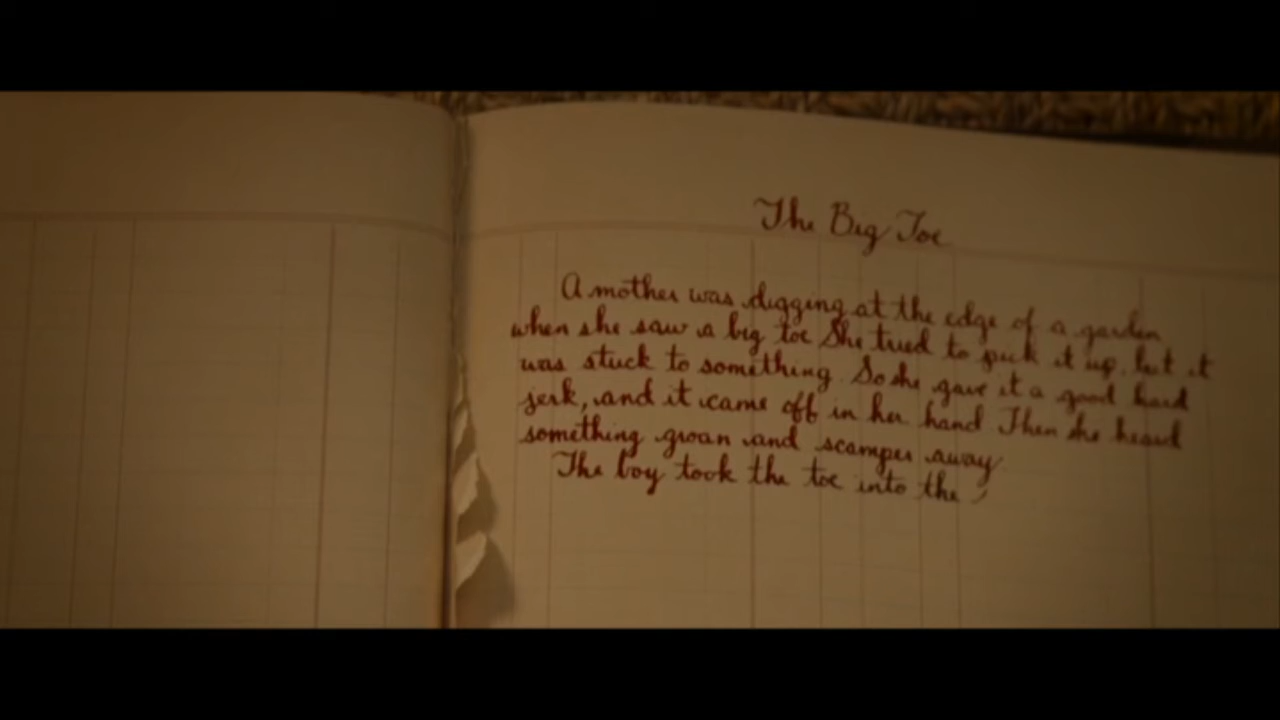 The Big Toe
A mother was digging at the edge of a garden
when she saw a big toe She tried to pick it up, but it
was stuck to something. So she gave it a good hard
jerk, and it came off in her hand Then she heard
something groan and scamper away
The boy took the toe into the